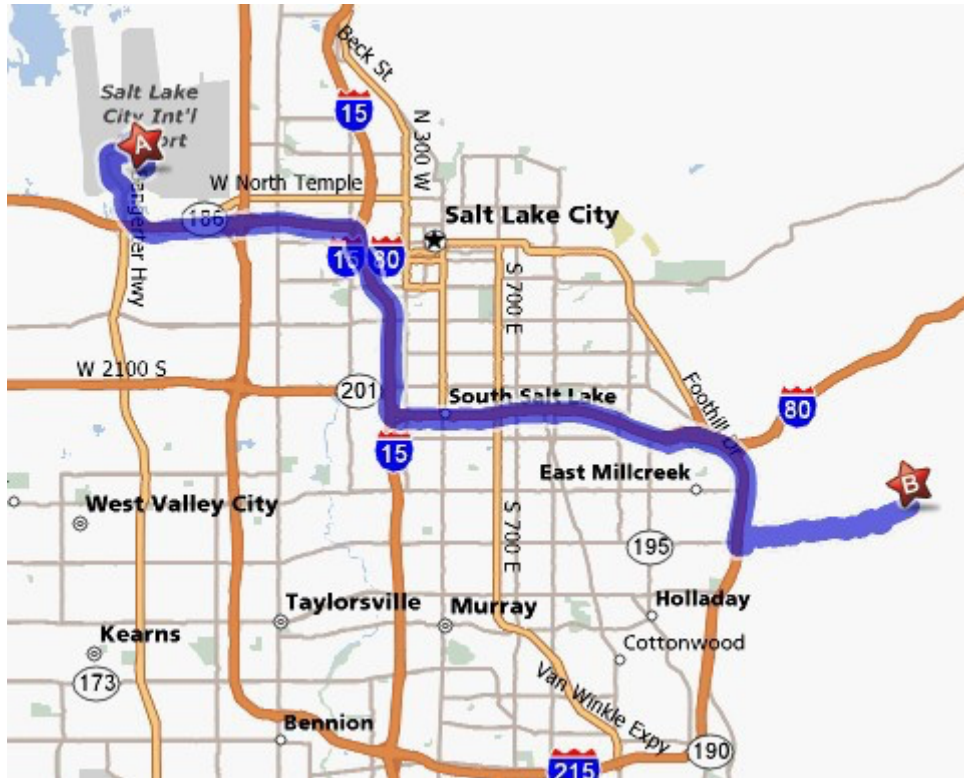 Beck St
Salt Lake
City Int'l
A
15
N 300 W
W North Temple
186
Salt Lake City
15
80
Hwy
S 700 E
W 2100 S
201
South Salt Lake
Foothill Dr
80
15
East Millcreek
B
West Valley City
S 700 E
195
Taylorsville
Murray
Holladay
Kearns
Cottonwood
173
Van Winkle Expy
Bennion
190
215